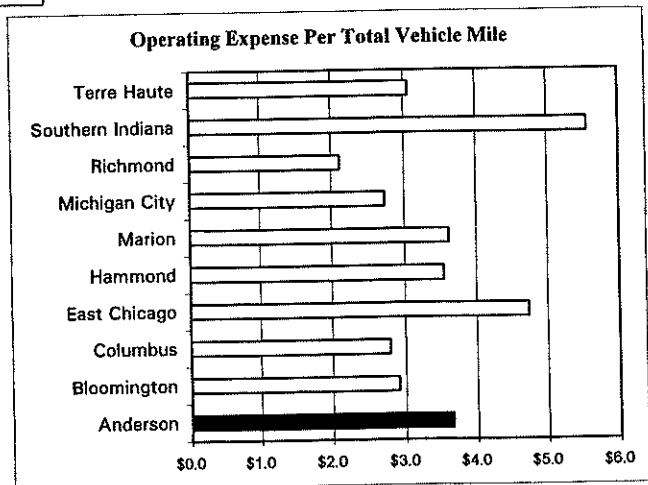 Operating Expense Per Total Vehicle Mile
Terre Haute
Southern Indiana
Richmond
Michigan City
Marion
Hammond
East Chicago
Columbus
Bloomington
Anderson
$0.0 $1.0 $2.0 $3.0 $4.0 $5.0 $6.0